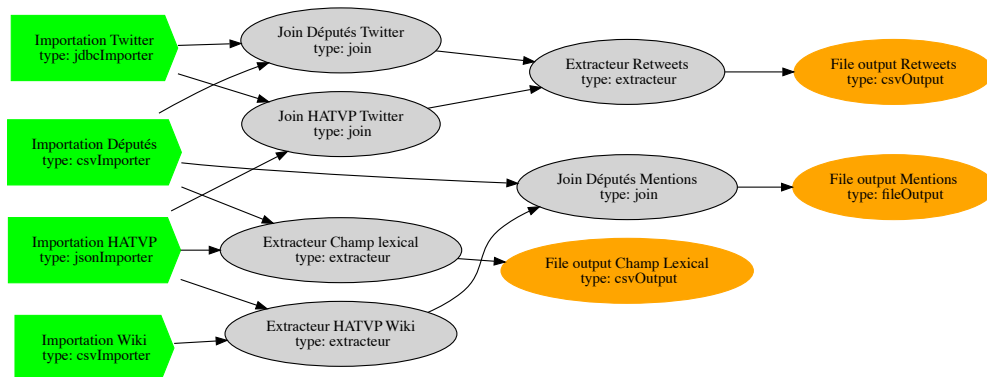 Importation Twitter
type: jdbcImporter
Join Députés Twitter
type: join
Extracteur Retweets
type: extracteur
File output Retweets
type: csvOutput
Join HATVP Twitter
type: join
Importation Députés
type: csvImporter
Join Députés Mentions
type: join
File output Mentions
type: fileOutput
Importation HATVP
type: jsonImporter
Extracteur Champ lexical
type: extracteur
File output Champ Lexical
type: csvOutput
Importation Wiki
type: csvImporter
Extracteur HATVP Wiki
type: extracteur